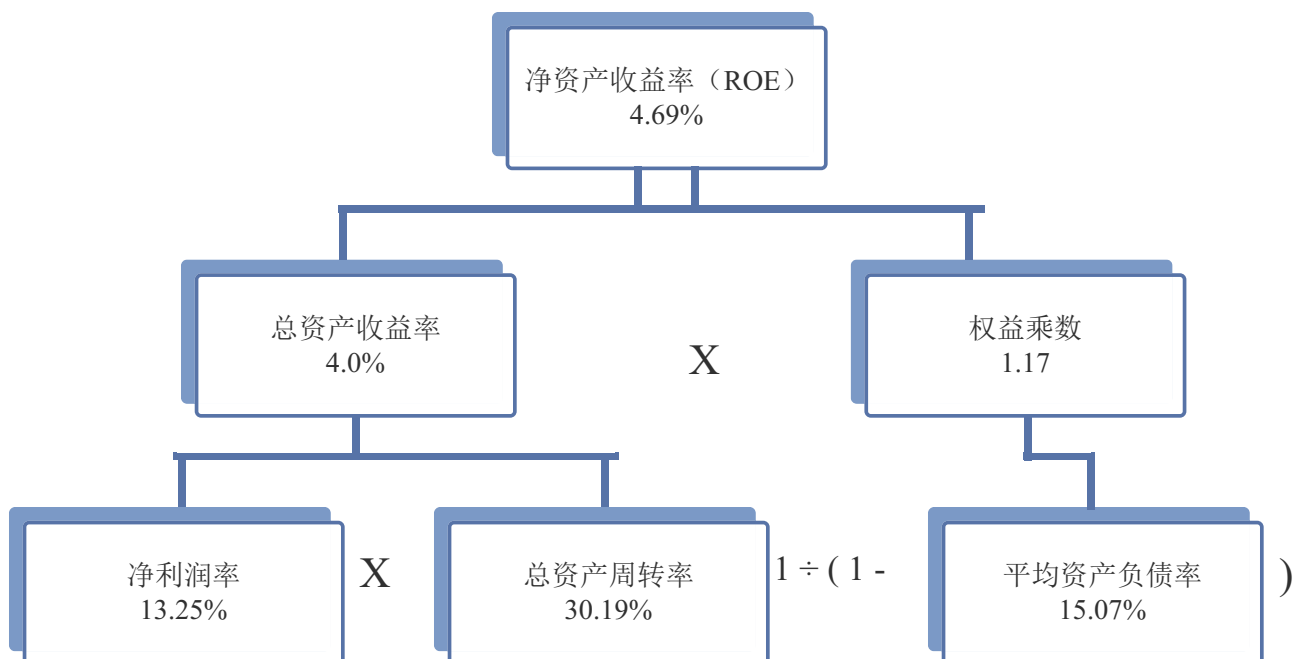 净资产收益率（ROE）
4.69%
总资产收益率
4.0%
X
权益乘数
1.17
净利润率
13.25%
X
总资产周转率
30.19%
1 ÷ ( 1 -
平均资产负债率
15.07%
)